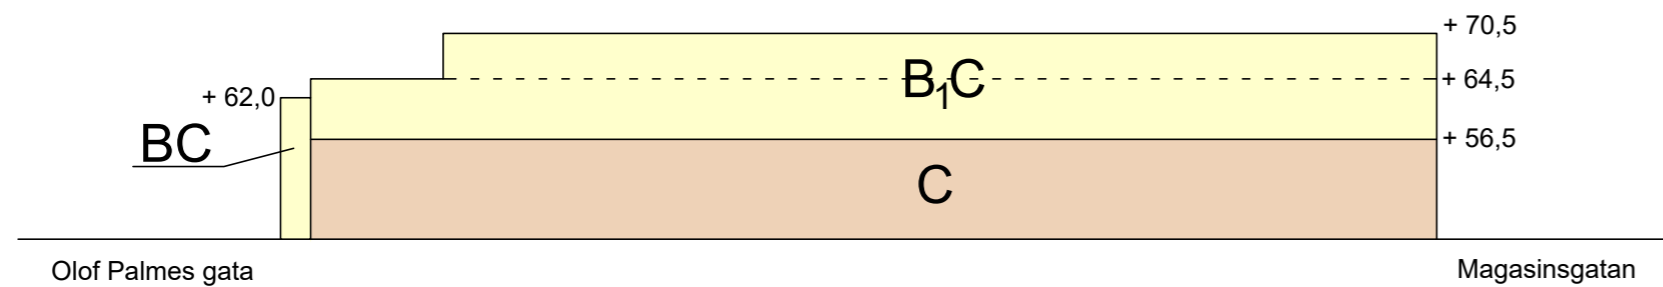 + 70,5
B₁C
+ 64,5
+ 62,0
BC
+ 56,5
C
Olof Palmes gata
Magasinsgatan